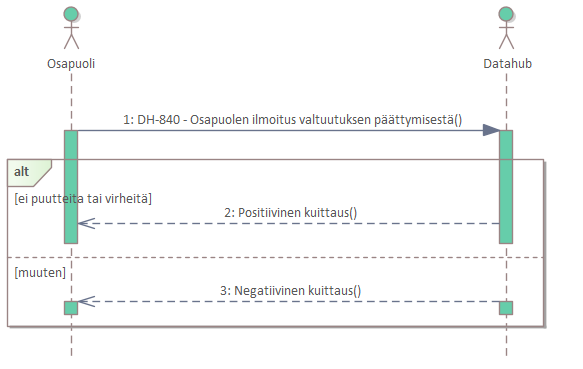 Osapuoli
Datahub
1: DH-840 - Osapuolen ilmoitus valtuutuksen päättymisestä()
alt
[ei puutteita tai virheitä]
2: Positiivinen kuittaus()
[muuten]
3: Negatiivinen kuittaus()